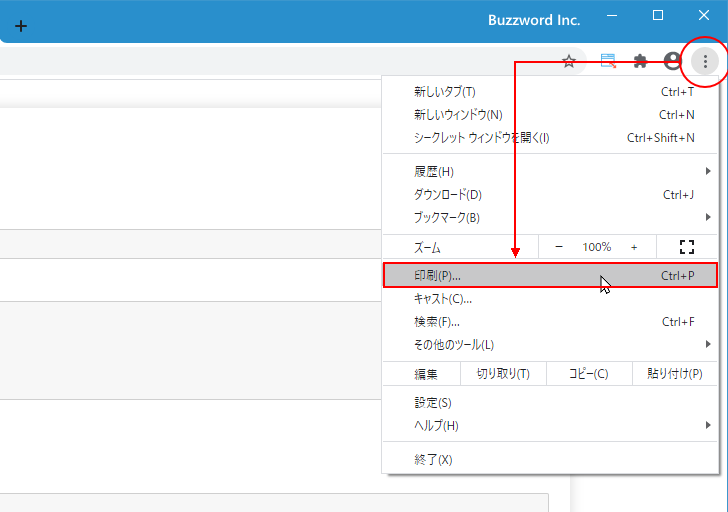 Buzzword Inc.
新しいタブ(T) Ctrl+T
新しいウィンドウ(N) Ctrl+N
シークレット ウィンドウを開く(I) Ctrl+Shift+N
履歴(H)
ダウンロード(D) Ctrl+J
ブックマーク(B)
ズーム − 100% +
印刷(P)... Ctrl+P
キャスト(C)...
検索(F)... Ctrl+F
その他のツール(L)
編集 切り取り(T) コピー(C) 貼り付け(P)
設定(S)
ヘルプ(H)
終了(X)